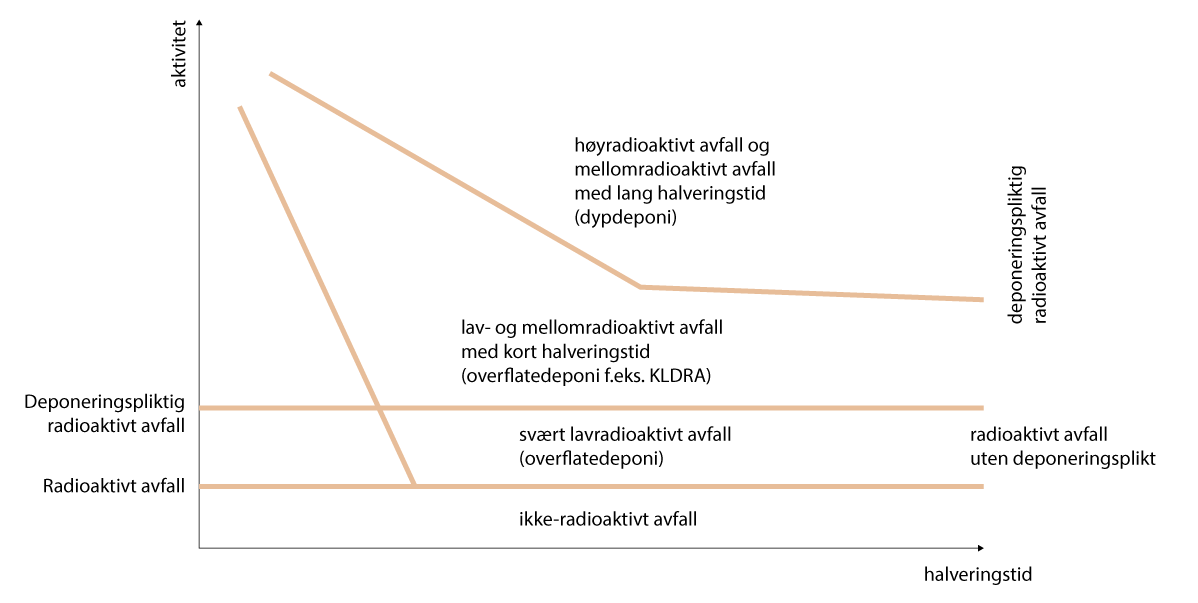 aktivitet
høyradioaktivt avfall og
mellomradioaktivt avfall
med lang halveringstid
(dypdeponi)
deponeringspliktig
radioaktivt avfall
lav- og mellomradioaktivt avfall
med kort halveringstid
(overflatedeponi f.eks. KLDRA)
Deponeringspliktig
radioaktivt avfall
svært lavradioaktivt avfall
(overflatedeponi)
radioaktivt avfall
uten deponeringsplikt
Radioaktivt avfall
ikke-radioaktivt avfall
halveringstid